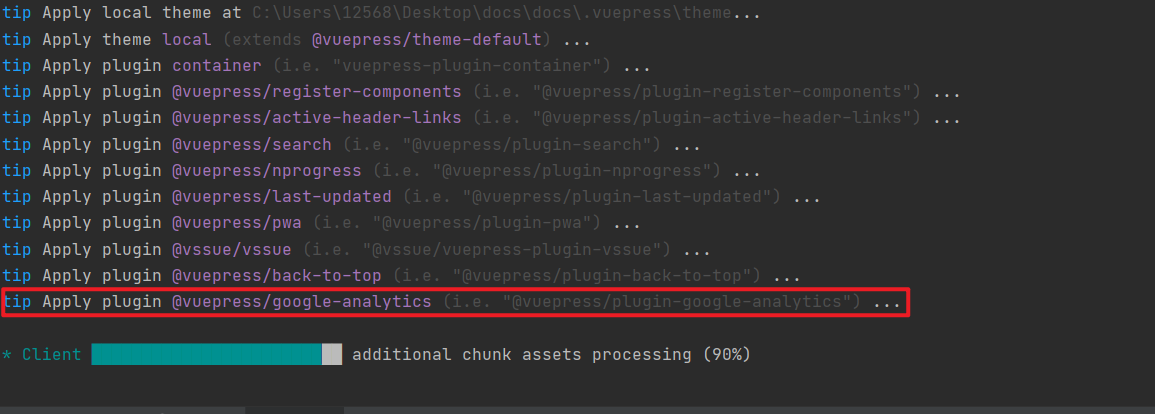 tip Apply local theme at C:\Users\12568\Desktop\docs\docs\.vuepress\theme...
tip Apply theme local (extends @vuepress/theme-default) ...
tip Apply plugin container (i.e. "vuepress-plugin-container") ...
tip Apply plugin @vuepress/register-components (i.e. "@vuepress/plugin-register-components") ...
tip Apply plugin @vuepress/active-header-links (i.e. "@vuepress/plugin-active-header-links") ...
tip Apply plugin @vuepress/search (i.e. "@vuepress/plugin-search") ...
tip Apply plugin @vuepress/nprogress (i.e. "@vuepress/plugin-nprogress") ...
tip Apply plugin @vuepress/last-updated (i.e. "@vuepress/plugin-last-updated") ...
tip Apply plugin @vuepress/pwa (i.e. "@vuepress/plugin-pwa") ...
tip Apply plugin @vssue/vssue (i.e. "@vssue/vuepress-plugin-vssue") ...
tip Apply plugin @vuepress/back-to-top (i.e. "@vuepress/plugin-back-to-top") ...
tip Apply plugin @vuepress/google-analytics (i.e. "@vuepress/plugin-google-analytics") ...
* Client additional chunk assets processing (90%)